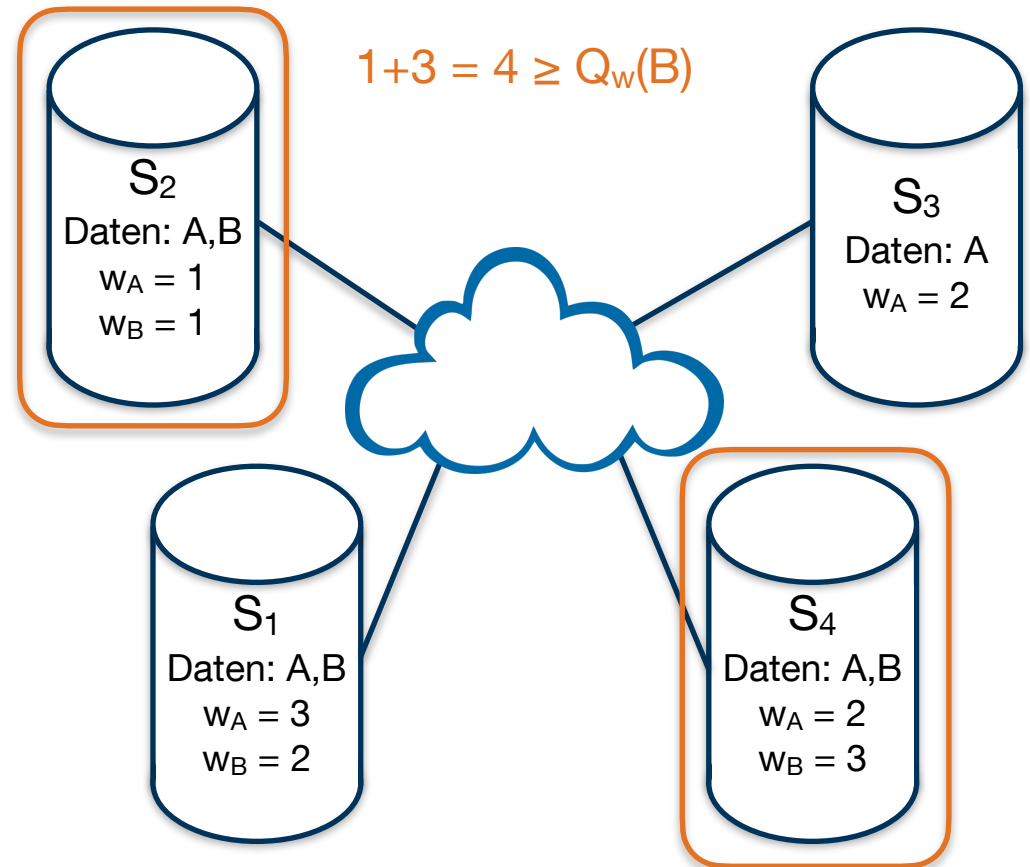 1+3 = 4 ≥ Qw(B)
S2
Daten: A,B
wA = 1
wB = 1
S3
Daten: A
wA = 2
S1
Daten: A,B
wA = 3
wB = 2
S4
Daten: A,B
wA = 2
wB = 3